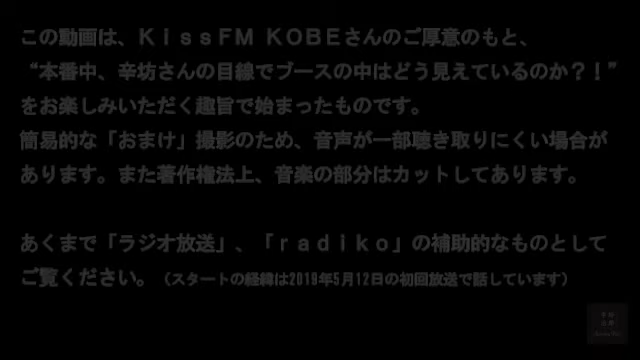 この動画は、ＫｉｓｓＦＭ ＫＯＢＥさんのご厚意のもと、
“本番中、辛坊さんの目線でブースの中はどう見えているのか？！”
をお楽しみいただく趣旨で始まったものです。
簡易的な「おまけ」撮影のため、音声が一部聴き取りにくい場合が
あります。また著作権法上、音楽の部分はカットしてあります。
あくまで「ラジオ放送」、「ｒａｄｉｋｏ」の補助的なものとして
ご覧ください。（スタートの経緯は2019年5月12日の初回放送で話しています）